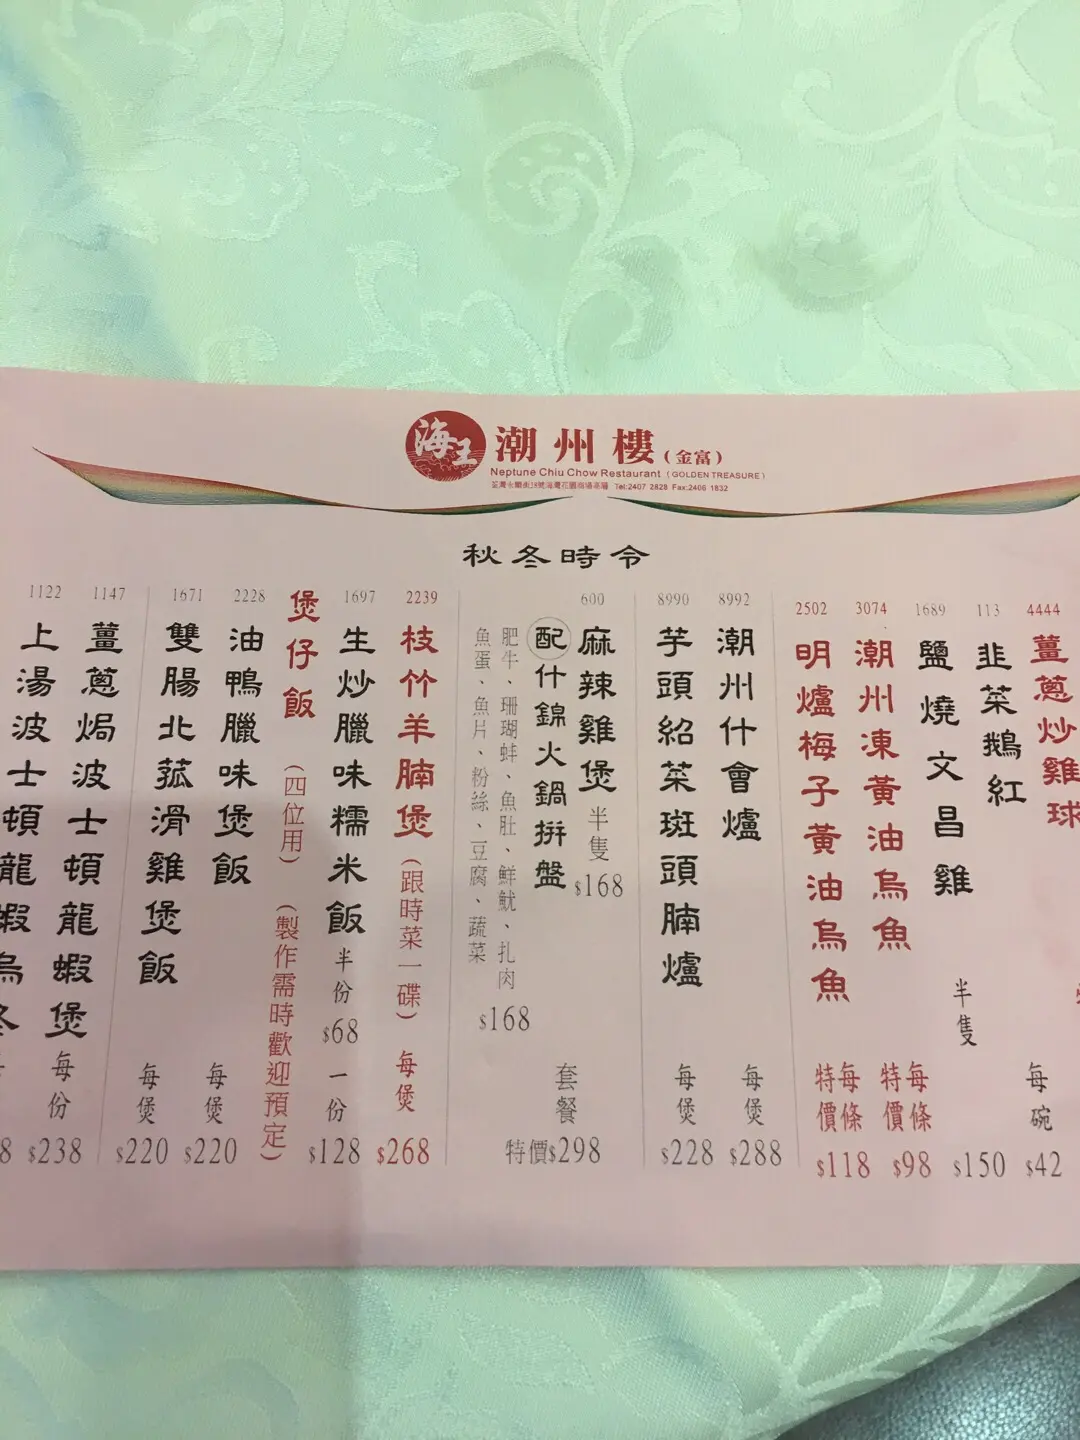 海王
潮州樓(金富)
Neptune Chiu Chow Restaurant (GOLDEN TREASURE)
Tel:2407 2828 Fax:2406 1832
秋冬時令
4444
薑蔥炒雞球
113
韭菜鵝紅
每碗
$42
1689
鹽燒文昌雞
半隻
$150
3074
潮州凍黃油烏魚
每條
特價
$98
2502
明爐梅子黃油烏魚
每條
特價
$118
8992
潮州什會爐
每煲
$288
8990
芋頭紹菜斑頭腩爐
每煲
$228
600
麻辣雞煲半隻
$168
配什錦火鍋拼盤
肥牛、珊瑚蚌、魚肚、鮮魷、扎肉
魚蛋、魚片、粉絲、豆腐、蔬菜
$168
套餐
特價$298
2239
枝竹羊腩煲(跟時菜一碟)
每煲
$268
1697
生炒臘味糯米飯
半份
$68
一份
$128
煲仔飯(四位用)(製作需時歡迎預定)
2228
油鴨臘味煲飯
每煲
$220
1671
雙腸北菰滑雞煲飯
每煲
$220
1147
薑蔥焗波士頓龍蝦煲
每份
$238
1122
上湯波士頓龍蝦烏冬